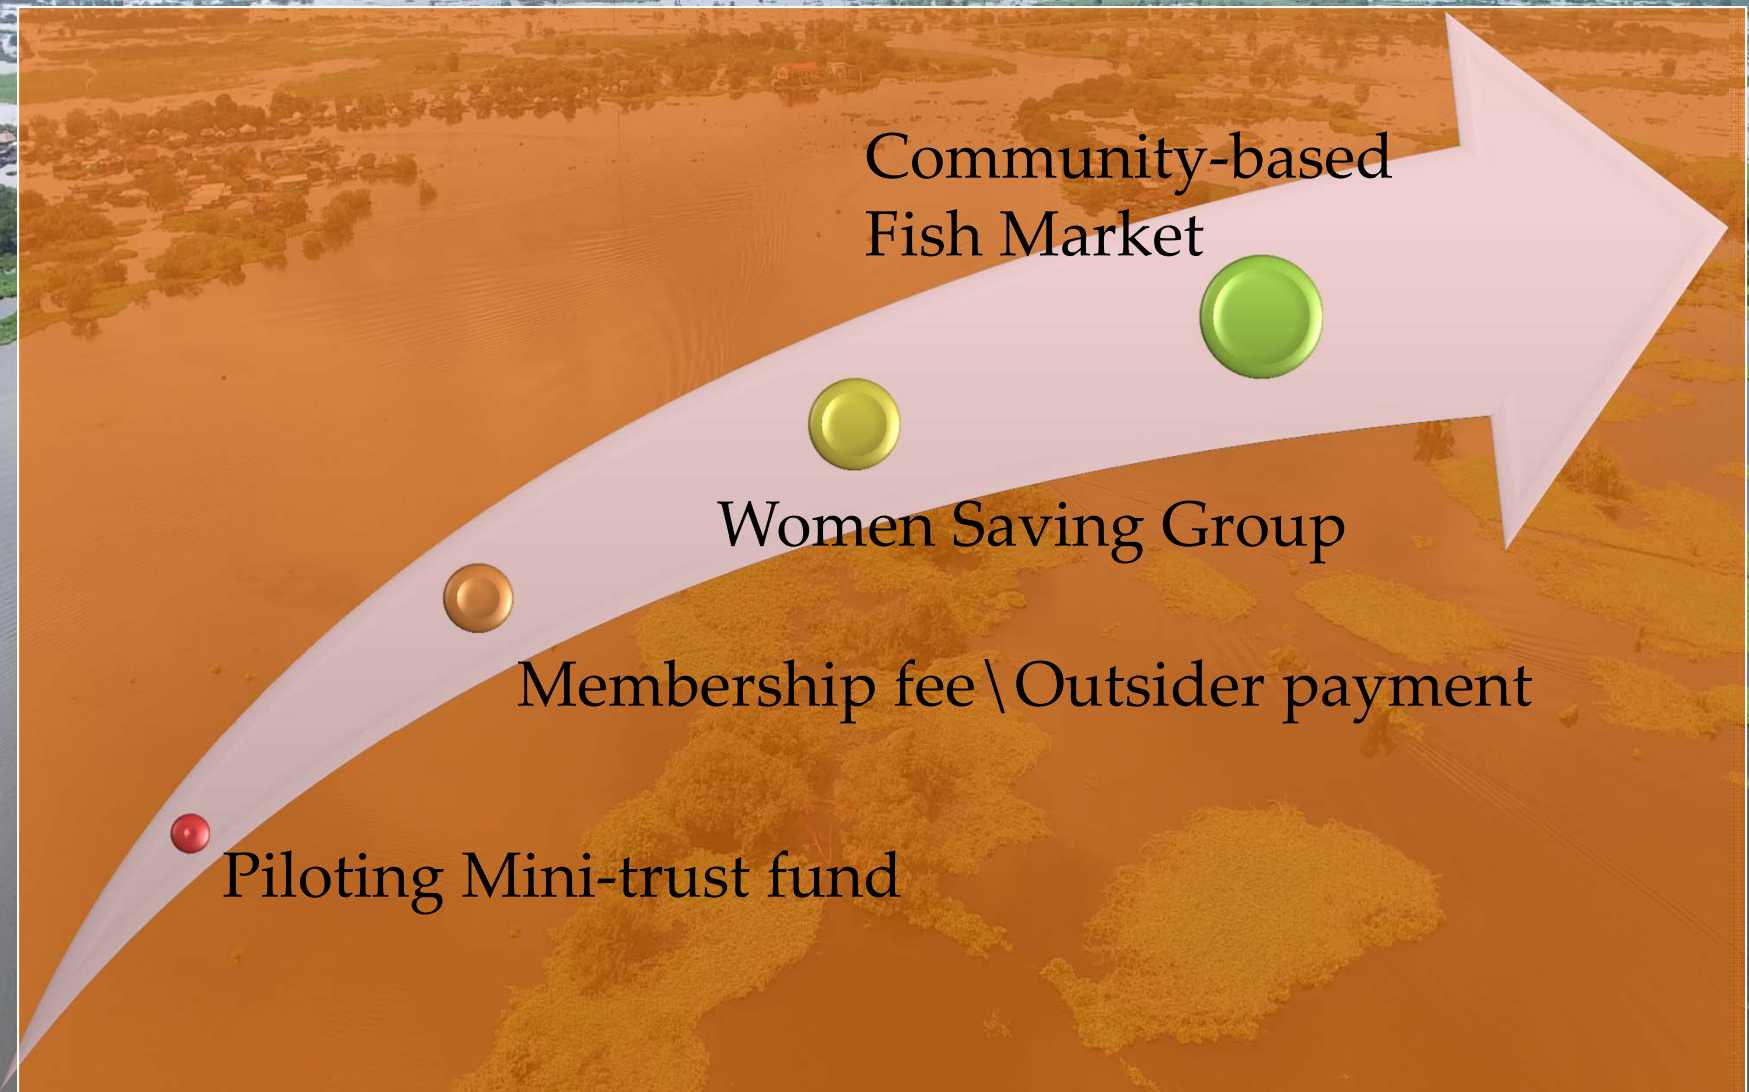 Community-based
Fish Market
Women Saving Group
Membership fee\Outsider payment
Piloting Mini-trust fund